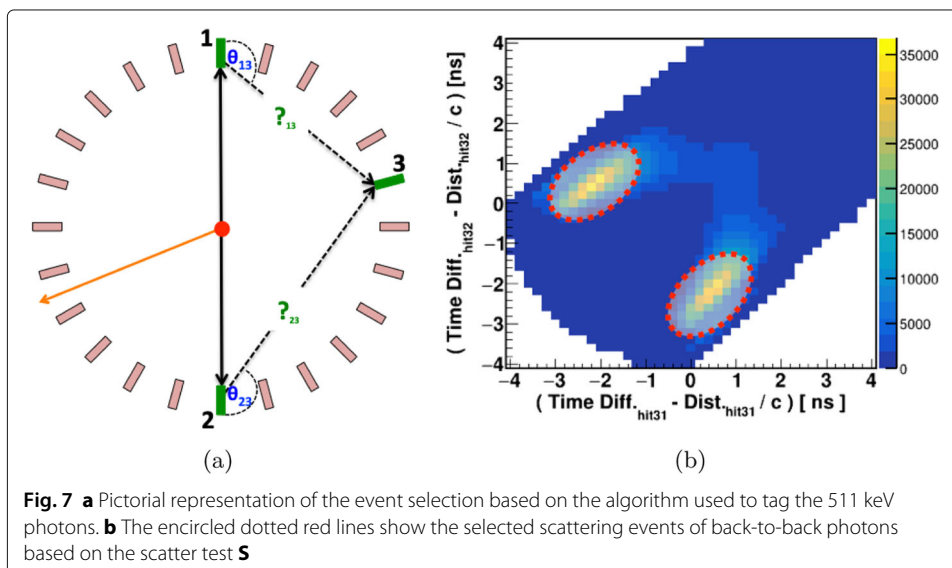 1
θ13
?13
3
?23
θ23
2
(a)
( Time Diff.hit32 - Dist.hit32 / c ) [ns]
4
3
2
1
0
−1
−2
−3
−4
−4 −3 −2 −1 0 1 2 3 4
( Time Diff.hit31 - Dist.hit31 / c ) [ ns ]
35000
30000
25000
20000
15000
10000
5000
0
(b)
Fig. 7 a Pictorial representation of the event selection based on the algorithm used to tag the 511 keV
photons. b The encircled dotted red lines show the selected scattering events of back-to-back photons
based on the scatter test S